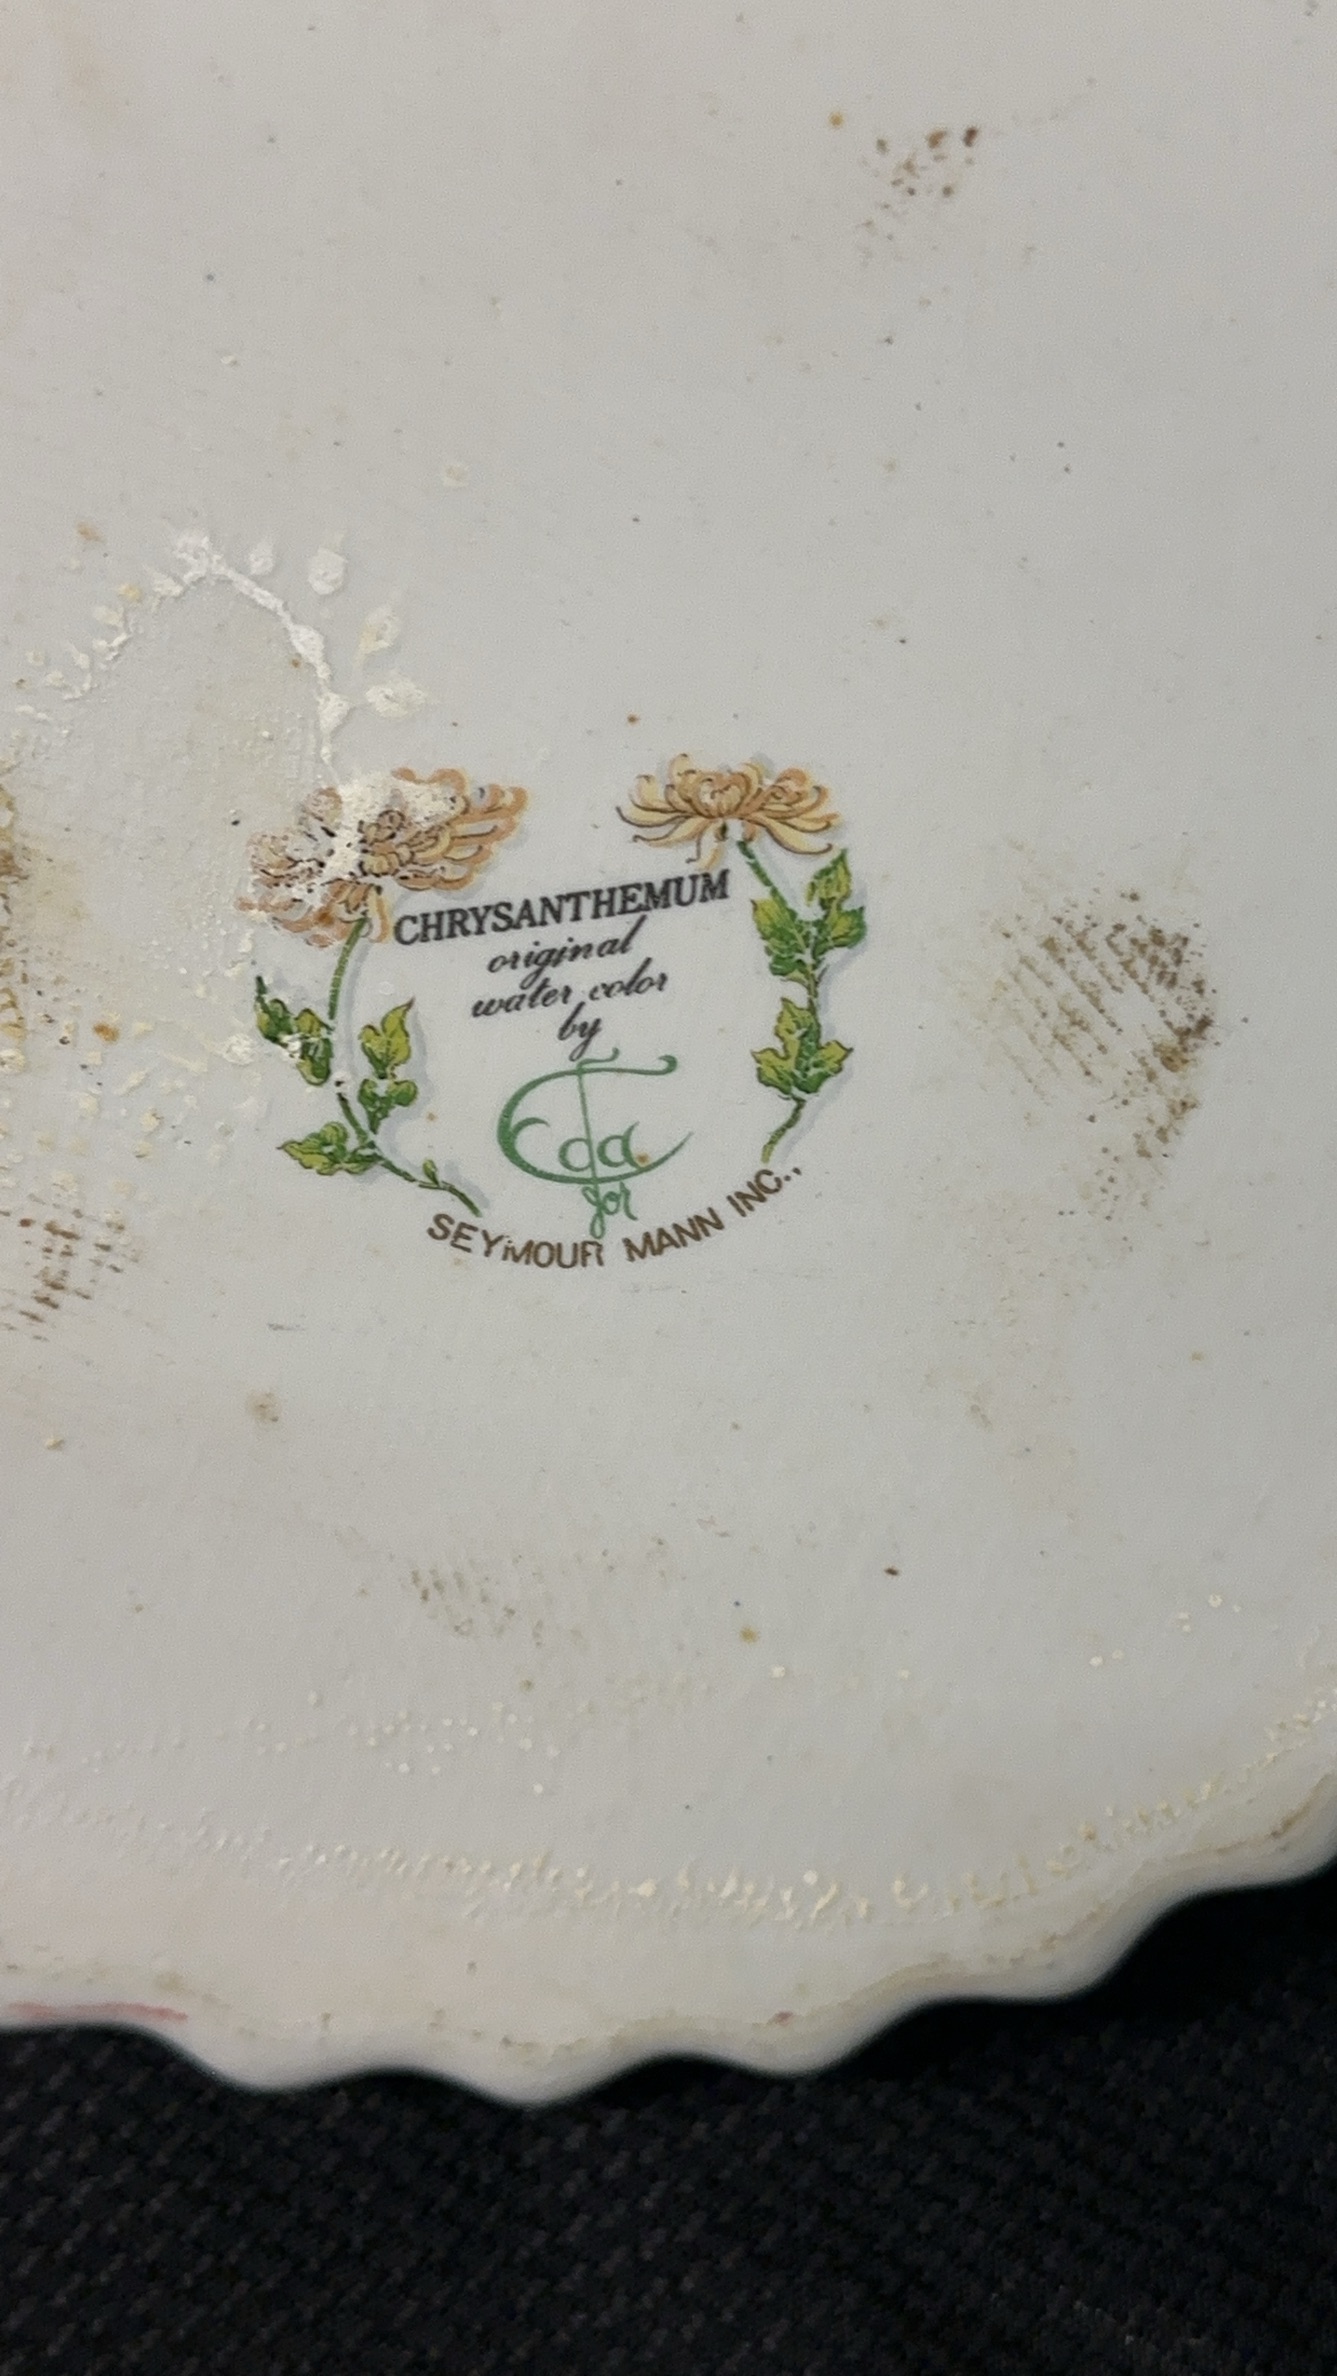 CHRYSANTHEMUM
original
water color
by
Eda
for
SEYMOUR MANN INC.,